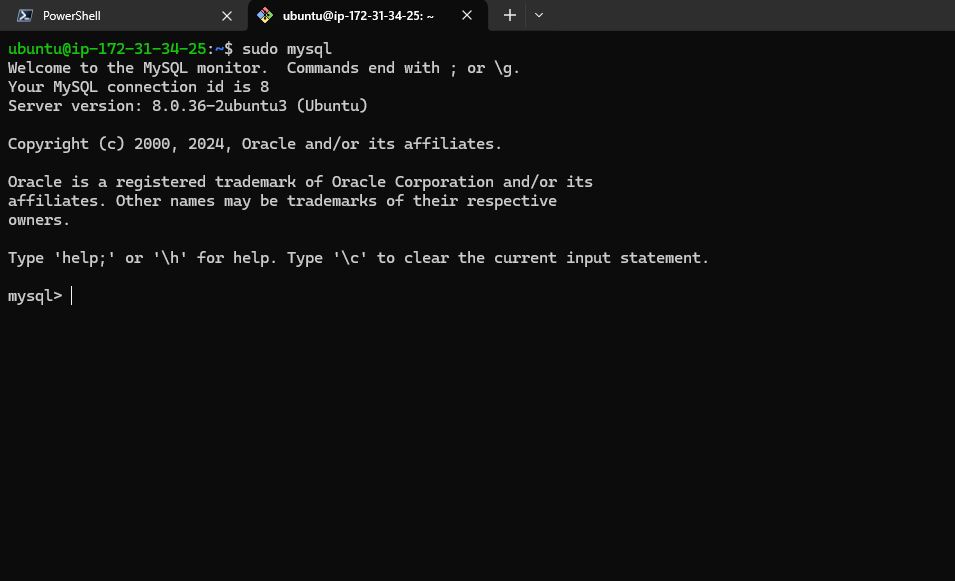 PowerShell
ubuntu@ip-172-31-34-25: ~
ubuntu@ip-172-31-34-25:~$ sudo mysql
Welcome to the MySQL monitor.  Commands end with ; or \g.
Your MySQL connection id is 8
Server version: 8.0.36-2ubuntu3 (Ubuntu)
Copyright (c) 2000, 2024, Oracle and/or its affiliates.
Oracle is a registered trademark of Oracle Corporation and/or its
affiliates. Other names may be trademarks of their respective
owners.
Type 'help;' or '\h' for help. Type '\c' to clear the current input statement.
mysql>